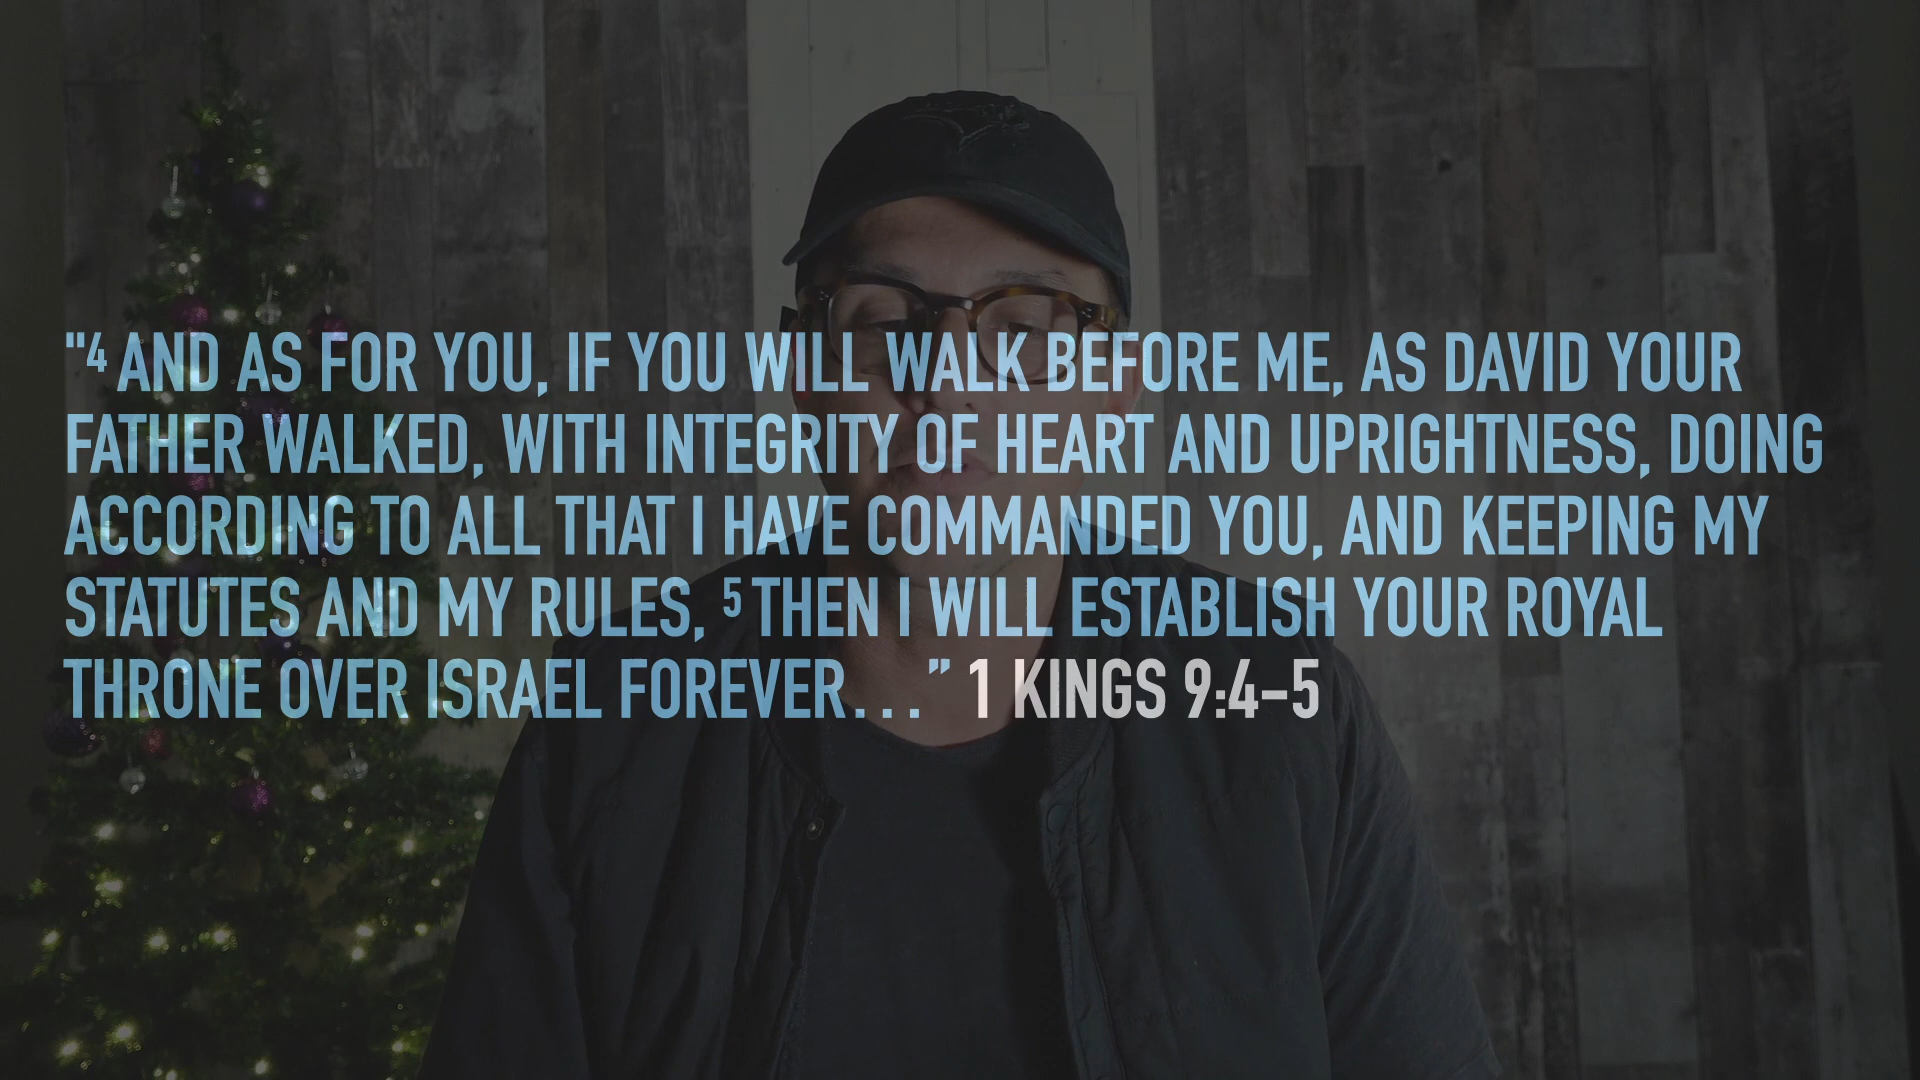 "4 AND AS FOR YOU, IF YOU WILL WALK BEFORE ME, AS DAVID YOUR
FATHER WALKED, WITH INTEGRITY OF HEART AND UPRIGHTNESS, DOING
ACCORDING TO ALL THAT I HAVE COMMANDED YOU, AND KEEPING MY
STATUTES AND MY RULES, 5 THEN I WILL ESTABLISH YOUR ROYAL
THRONE OVER ISRAEL FOREVER…” 1 KINGS 9:4–5